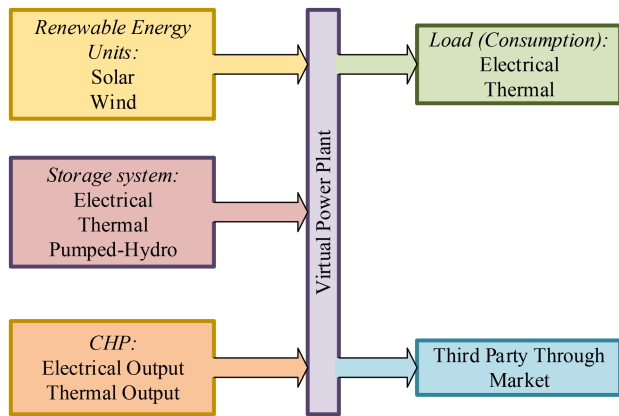 Renewable Energy
Units:
Solar
Wind
Storage system:
Electrical
Thermal
Pumped-Hydro
CHP:
Electrical Output
Thermal Output
Virtual Power Plant
Load (Consumption):
Electrical
Thermal
Third Party Through
Market